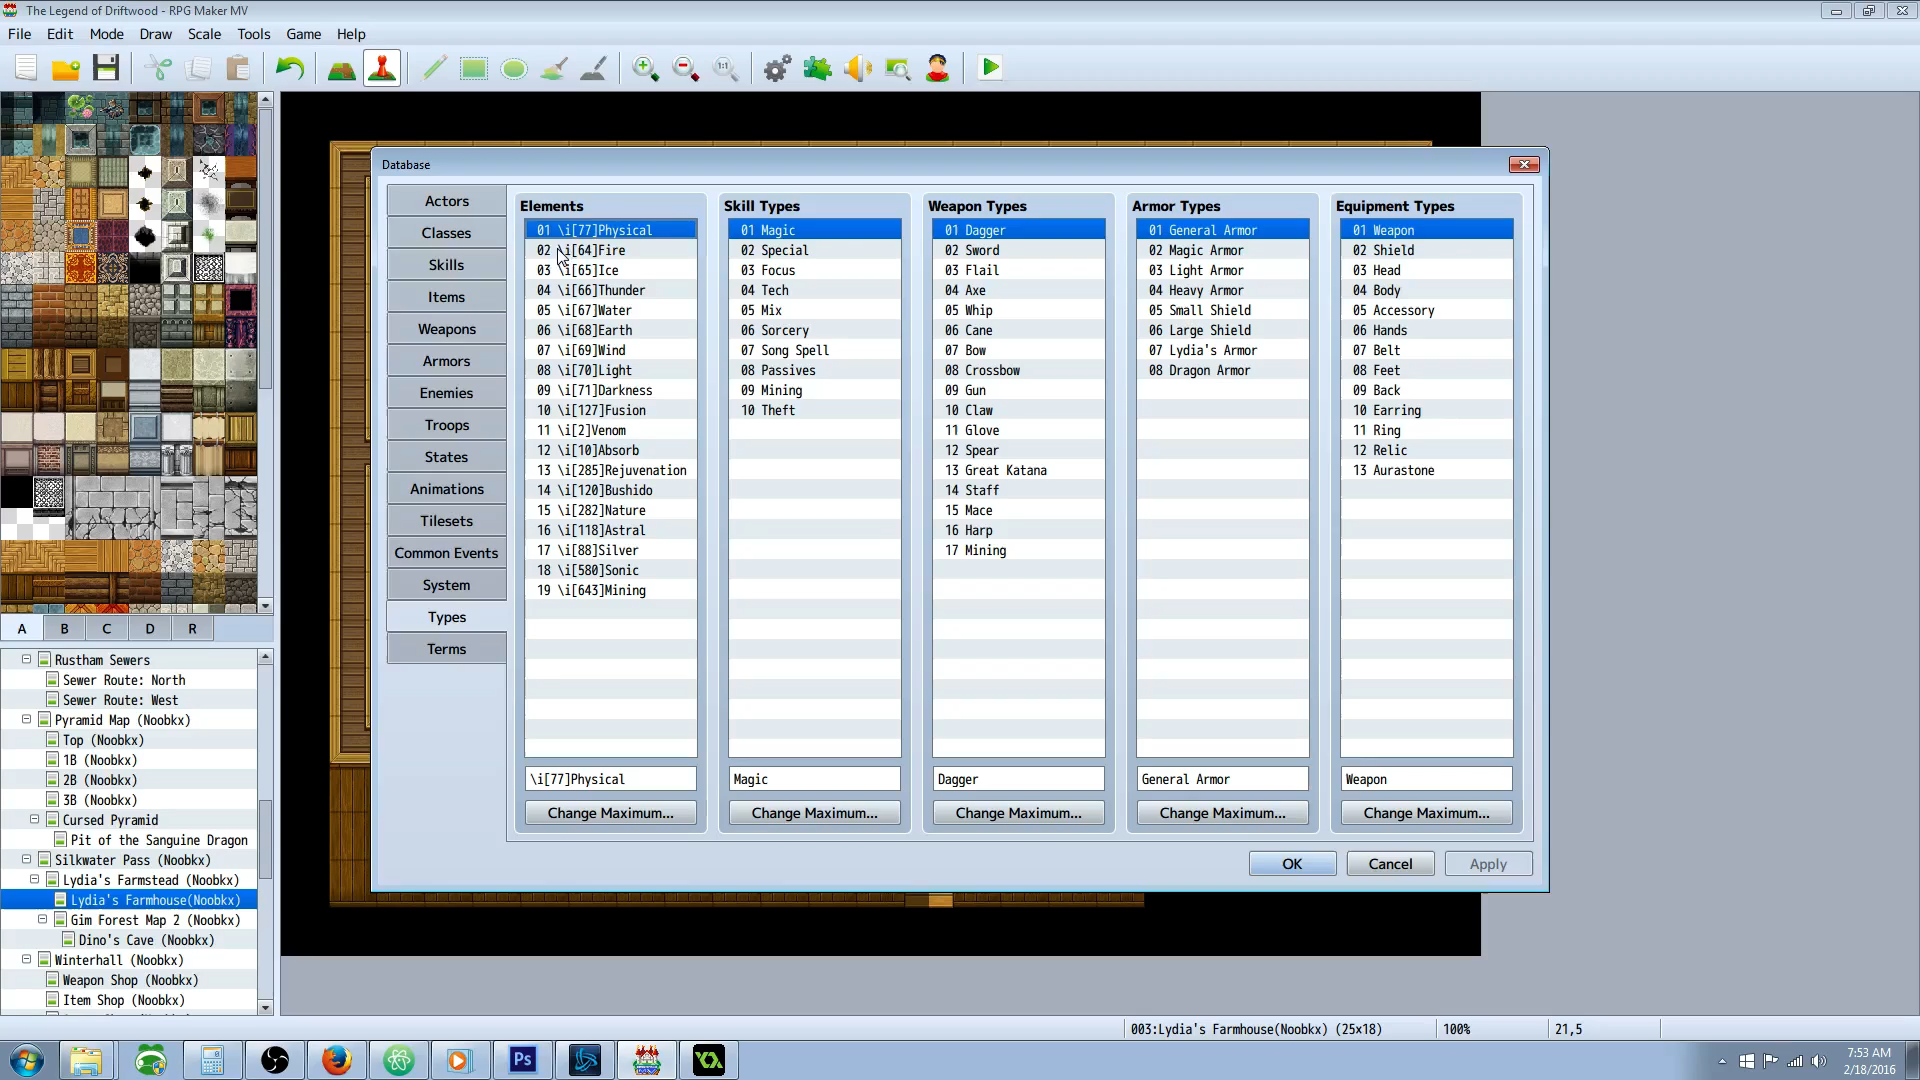 The Legend of Driftwood - RPG Maker MV
File Edit Mode Draw Scale Tools Game Help
1:1
Database
Actors
Classes
Skills
Items
Weapons
Armors
Enemies
Troops
States
Animations
Tilesets
Common Events
System
Types
Terms
Elements
01 \i[77]Physical
02 \i[64]Fire
03 \i[65]Ice
04 \i[66]Thunder
05 \i[67]Water
06 \i[68]Earth
07 \i[69]Wind
08 \i[70]Light
09 \i[71]Darkness
10 \i[127]Fusion
11 \i[2]Venom
12 \i[10]Absorb
13 \i[285]Rejuvenation
14 \i[120]Bushido
15 \i[282]Nature
16 \i[118]Astral
17 \i[88]Silver
18 \i[580]Sonic
19 \i[643]Mining
\i[77]Physical
Change Maximum...
Skill Types
01 Magic
02 Special
03 Focus
04 Tech
05 Mix
06 Sorcery
07 Song Spell
08 Passives
09 Mining
10 Theft
Magic
Change Maximum...
Weapon Types
01 Dagger
02 Sword
03 Flail
04 Axe
05 Whip
06 Cane
07 Bow
08 Crossbow
09 Gun
10 Claw
11 Glove
12 Spear
13 Great Katana
14 Staff
15 Mace
16 Harp
17 Mining
Dagger
Change Maximum...
Armor Types
01 General Armor
02 Magic Armor
03 Light Armor
04 Heavy Armor
05 Small Shield
06 Large Shield
07 Lydia's Armor
08 Dragon Armor
General Armor
Change Maximum...
Equipment Types
01 Weapon
02 Shield
03 Head
04 Body
05 Accessory
06 Hands
07 Belt
08 Feet
09 Back
10 Earring
11 Ring
12 Relic
13 Aurastone
Weapon
Change Maximum...
OK Cancel Apply
A B C D R
Rustham Sewers
Sewer Route: North
Sewer Route: West
Pyramid Map (Noobkx)
Top (Noobkx)
1B (Noobkx)
2B (Noobkx)
3B (Noobkx)
Cursed Pyramid
Pit of the Sanguine Dragon
Silkwater Pass (Noobkx)
Lydia's Farmstead (Noobkx)
Lydia's Farmhouse(Noobkx)
Gim Forest Map 2 (Noobkx)
Dino's Cave (Noobkx)
Winterhall (Noobkx)
Weapon Shop (Noobkx)
Item Shop (Noobkx)
003:Lydia's Farmhouse(Noobkx) (25x18) 100% 21,5
Ps
7:53 AM
2/18/2016